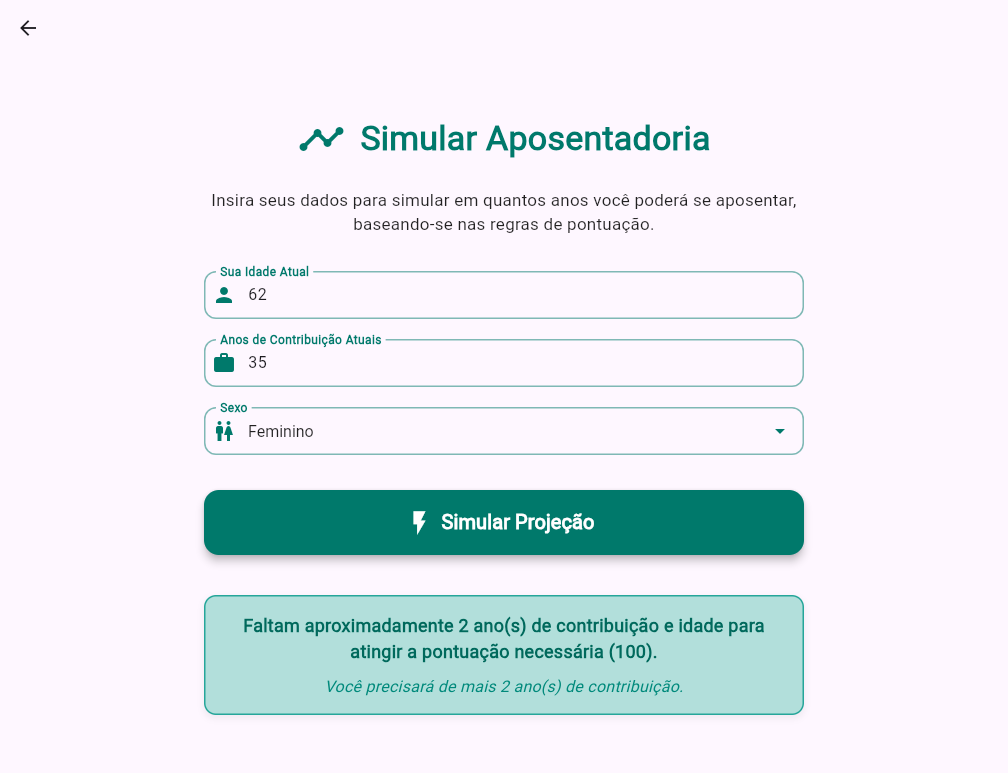 Simular Aposentadoria
Insira seus dados para simular em quantos anos você poderá se aposentar,
baseando-se nas regras de pontuação.
Sua Idade Atual
62
Anos de Contribuição Atuais
35
Sexo
Feminino
Simular Projeção
Faltam aproximadamente 2 ano(s) de contribuição e idade para
atingir a pontuação necessária (100).
Você precisará de mais 2 ano(s) de contribuição.